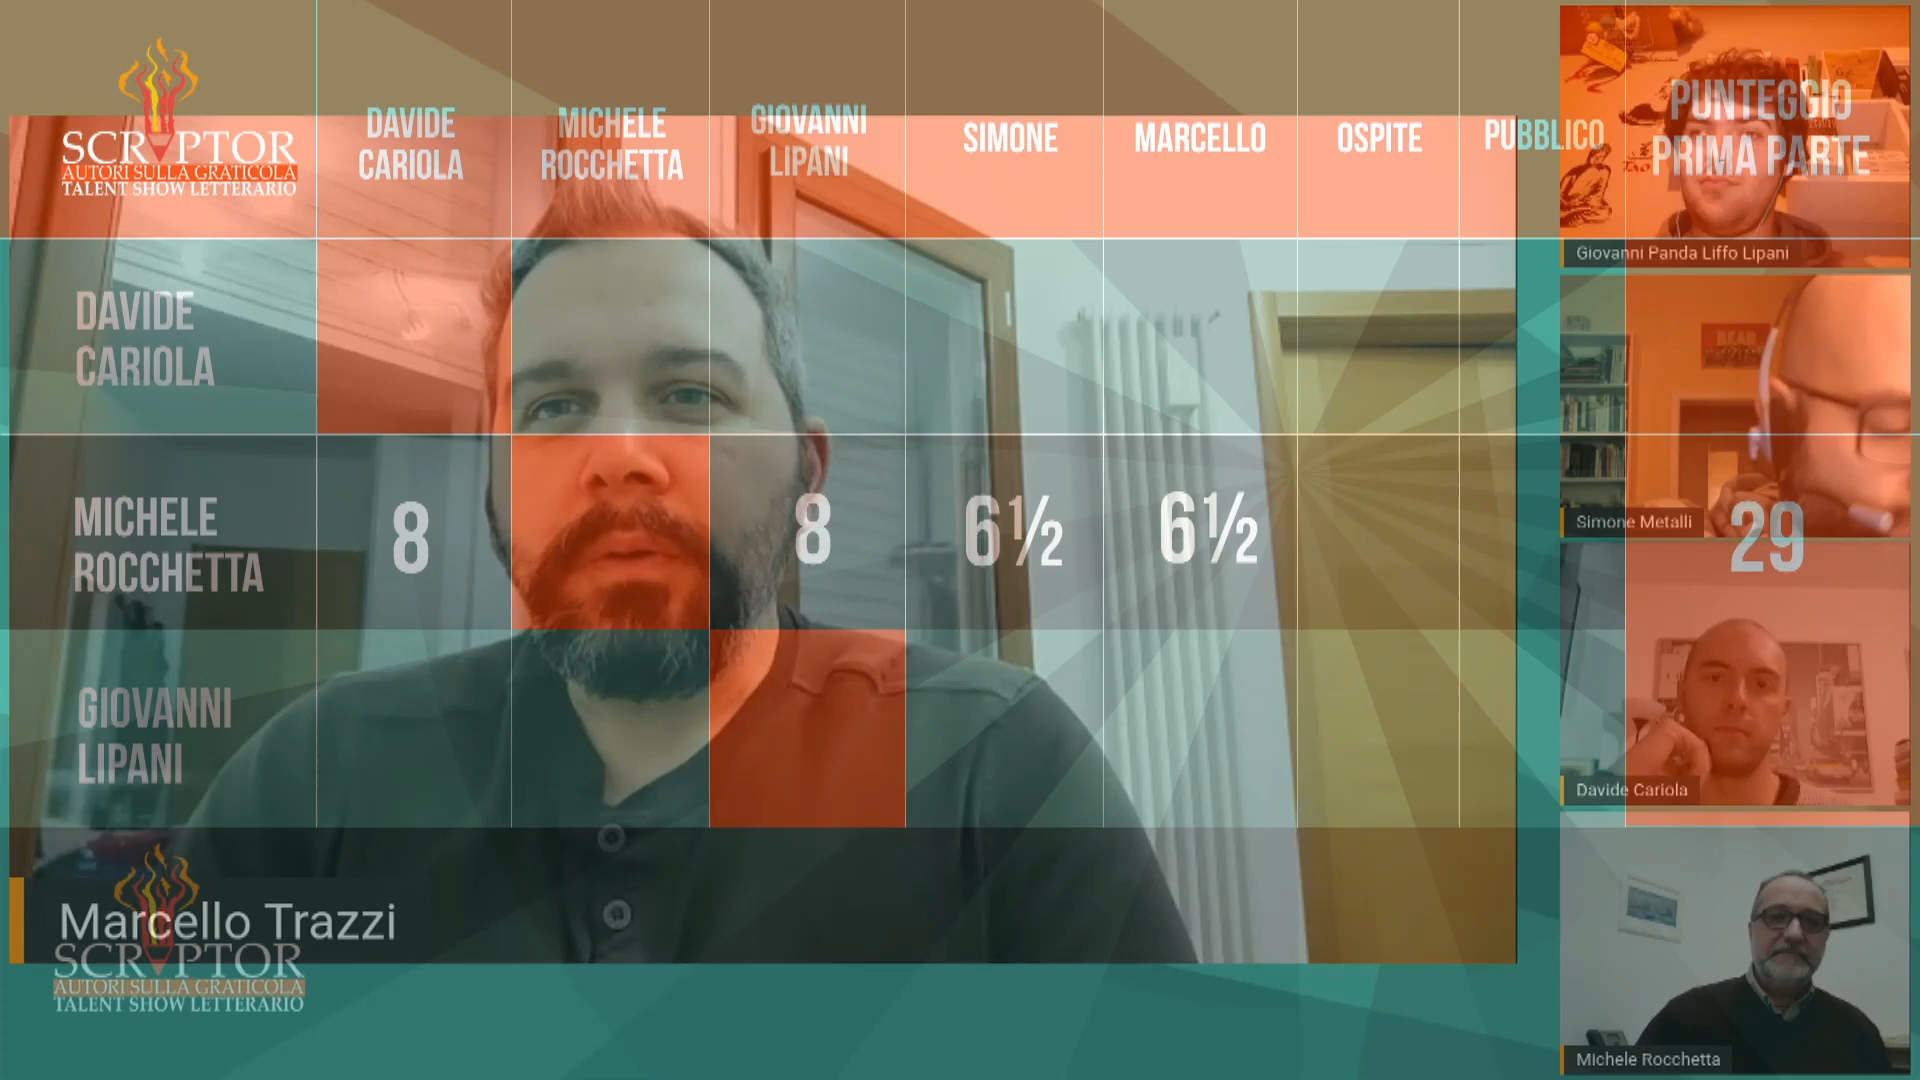 SCRIPTOR
AUTORI SULLA GRATICOLA
TALENT SHOW LETTERARIO
DAVIDE
CARIOLA
MICHELE
ROCCHETTA
GIOVANNI
LIPANI
SIMONE
MARCELLO
OSPITE
PUBBLICO
PUNTEGGIO
PRIMA PARTE
Giovanni Panda Liffo Lipani
DAVIDE
CARIOLA
MICHELE
ROCCHETTA
8
8
6½
6½
29
Simone Metalli
GIOVANNI
LIPANI
Davide Cariola
Marcello Trazzi
SCRIPTOR
AUTORI SULLA GRATICOLA
TALENT SHOW LETTERARIO
Michele Rocchetta